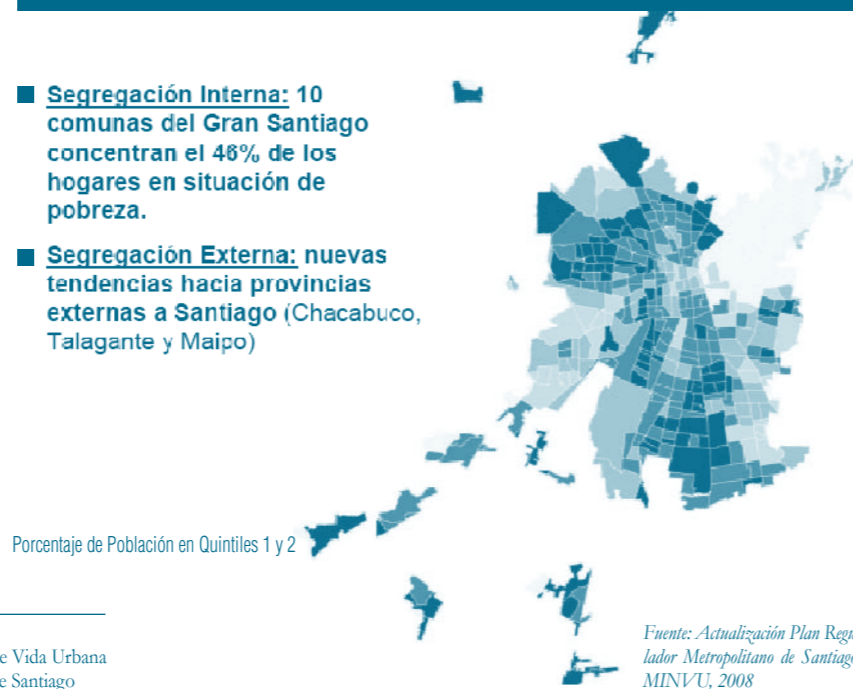 Segregación Interna: 10
comunas del Gran Santiago
concentran el 46% de los
hogares en situación de
pobreza.
Segregación Externa: nuevas
tendencias hacia provincias
externas a Santiago (Chacabuco,
Talagante y Maipo)
Porcentaje de Población en Quintiles 1 y 2
e Vida Urbana
e Santiago
Fuente: Actualización Plan Regu
lador Metropolitano de Santiago
MINVU, 2008